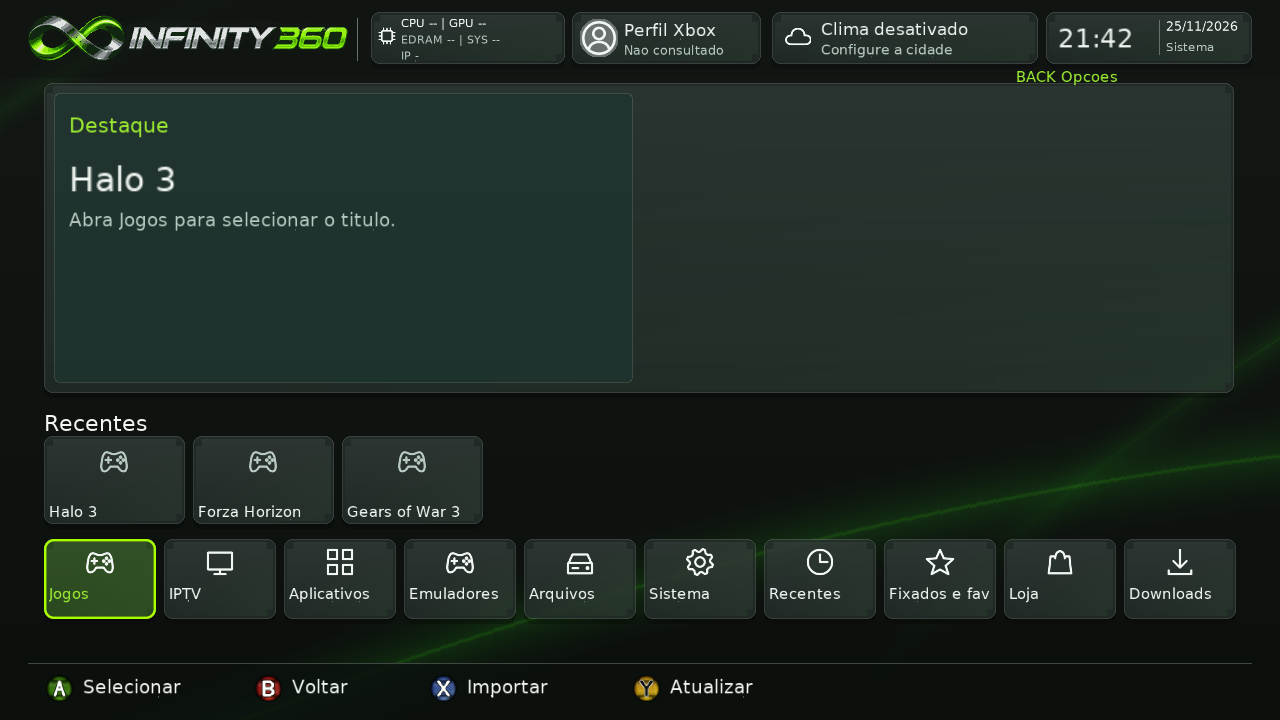 INFINITY 360
CPU -- | GPU --
EDRAM -- | SYS --
IP -
Perfil Xbox
Nao consultado
Clima desativado
Configure a cidade
21:42
25/11/2026
Sistema
BACK Opcoes
Destaque
Halo 3
Abra Jogos para selecionar o titulo.
Recentes
Halo 3
Forza Horizon
Gears of War 3
Jogos
IPTV
Aplicativos
Emuladores
Arquivos
Sistema
Recentes
Fixados e fav
Loja
Downloads
A Selecionar
B Voltar
X Importar
Y Atualizar